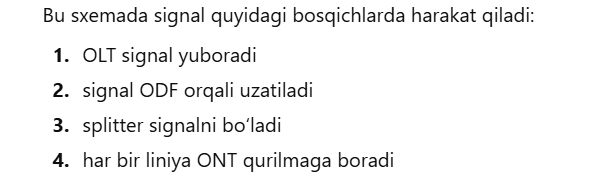 Bu sxemada signal quyidagi bosqichlarda harakat qiladi:
1. OLT signal yuboradi
2. signal ODF orqali uzatiladi
3. splitter signalni bo‘ladi
4. har bir liniya ONT qurilmaga boradi